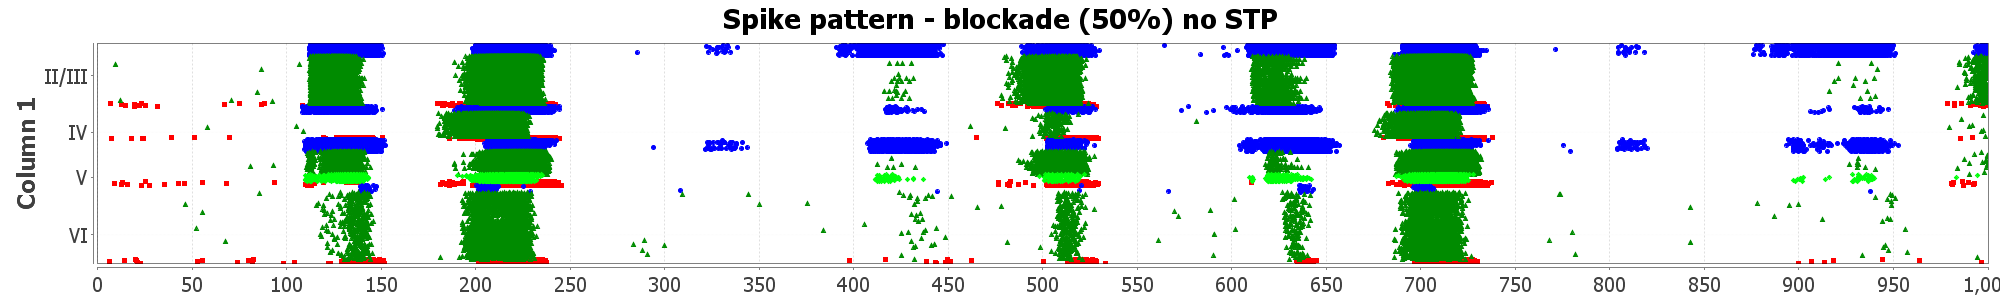 Spike pattern - blockade (50%) no STP
Column 1
II/III
IV
V
VI
0 50 100 150 200 250 300 350 400 450 500 550 600 650 700 750 800 850 900 950 1,00